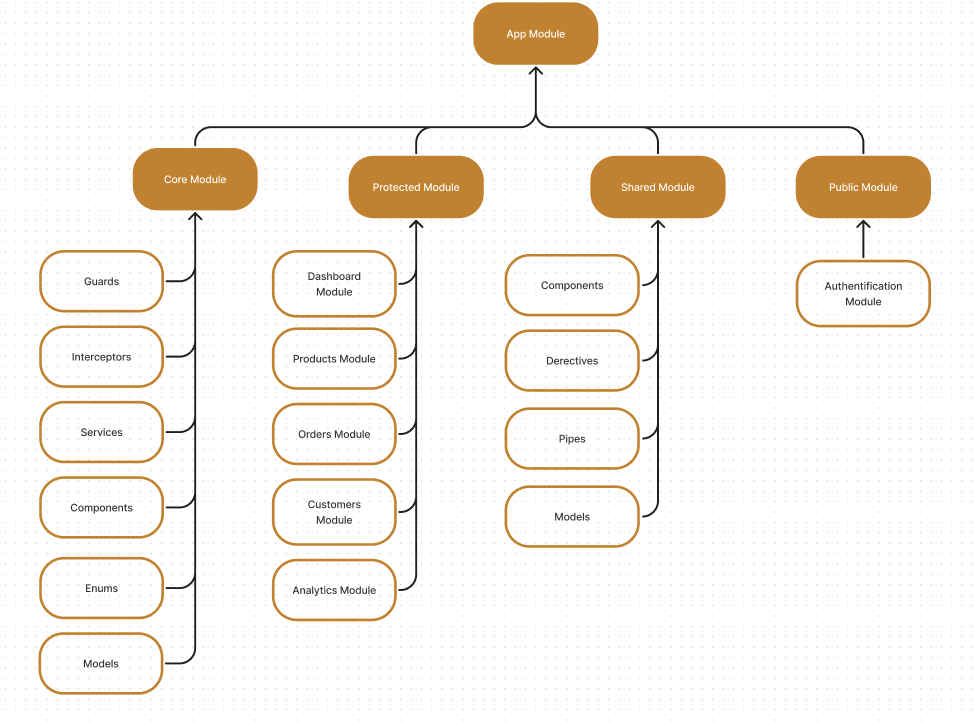 App Module
Core Module
Protected Module
Shared Module
Public Module
Guards
Interceptors
Services
Components
Enums
Models
Dashboard
Module
Products Module
Orders Module
Customers
Module
Analytics Module
Components
Derectives
Pipes
Models
Authentification
Module